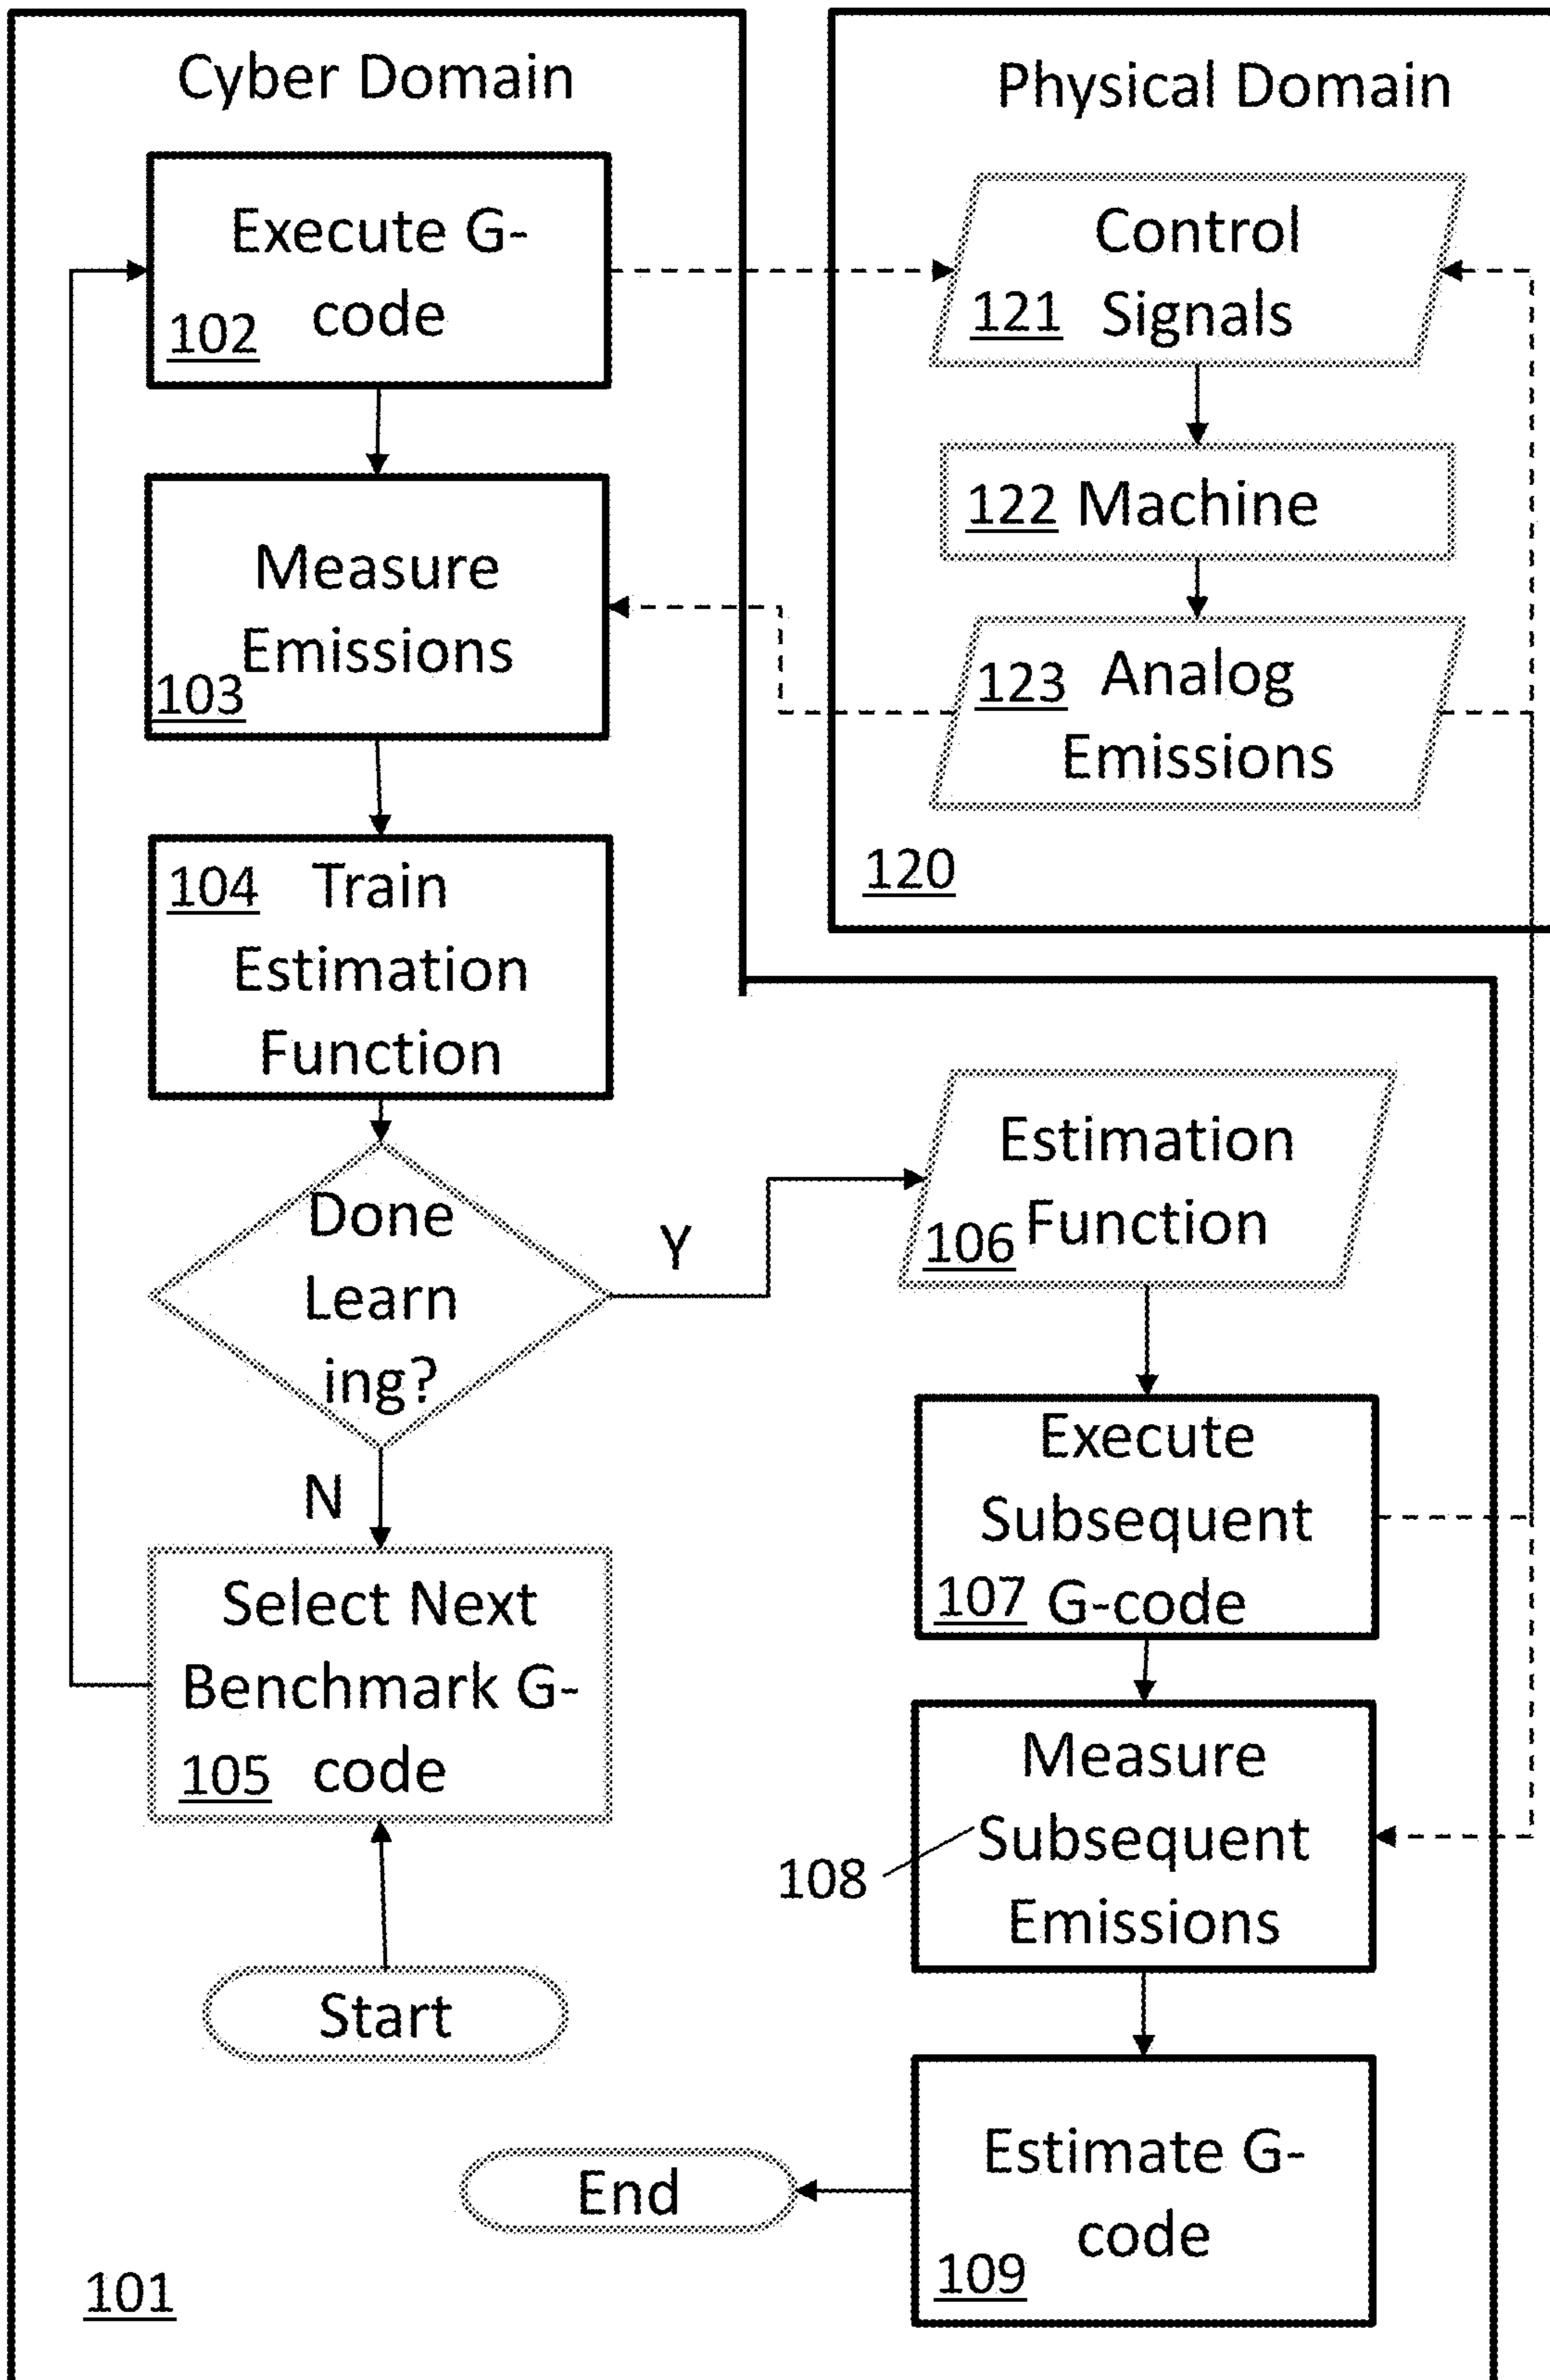 Cyber Domain
Execute G-
code
102
Measure
Emissions
103
104 Train
Estimation
Function
Done
Learn
ing?
Y
N
Select Next
Benchmark G-
105 code
Start
101
Physical Domain
Control
121 Signals
122 Machine
123 Analog
Emissions
120
Estimation
106 Function
Execute
Subsequent
107 G-code
Measure
Subsequent
108
Emissions
Estimate G-
code
109
End